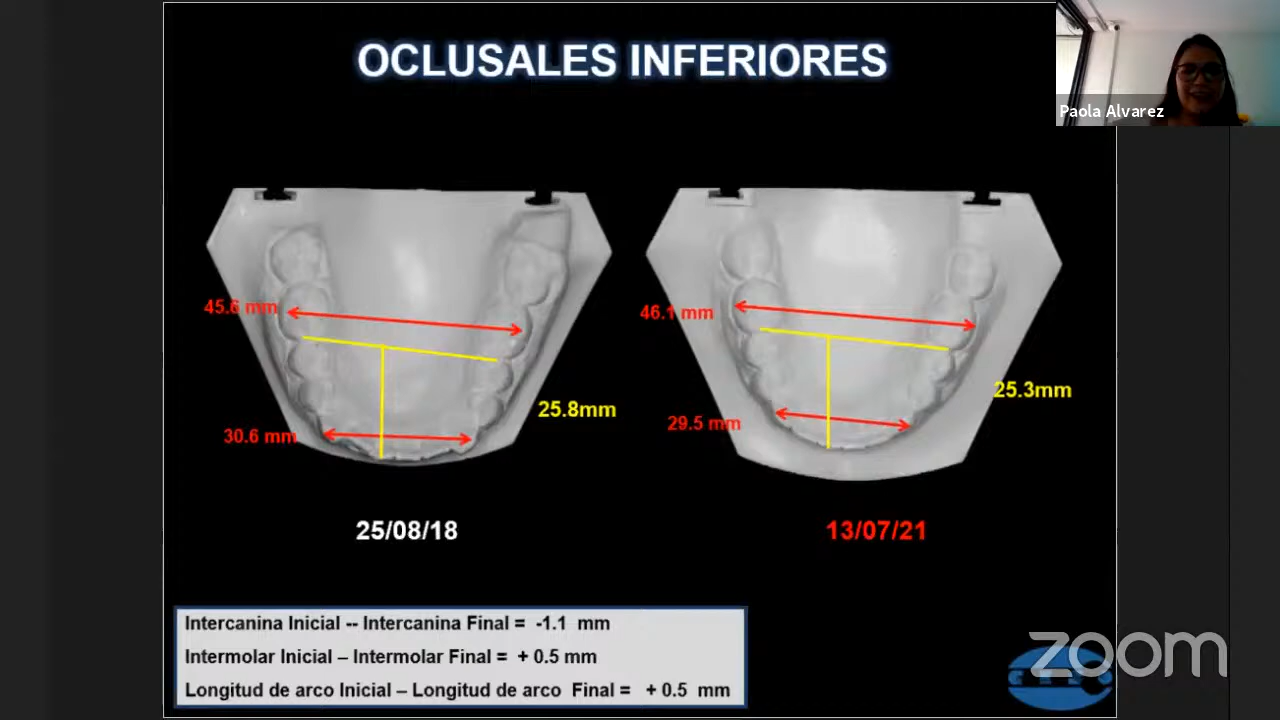 OCLUSALES INFERIORES
Paola Alvarez
45.6 mm
30.6 mm
25.8mm
46.1 mm
29.5 mm
25.3mm
25/08/18
13/07/21
Intercanina Inicial -- Intercanina Final = -1.1 mm
Intermolar Inicial – Intermolar Final = + 0.5 mm
Longitud de arco Inicial – Longitud de arco Final = + 0.5 mm
zoom